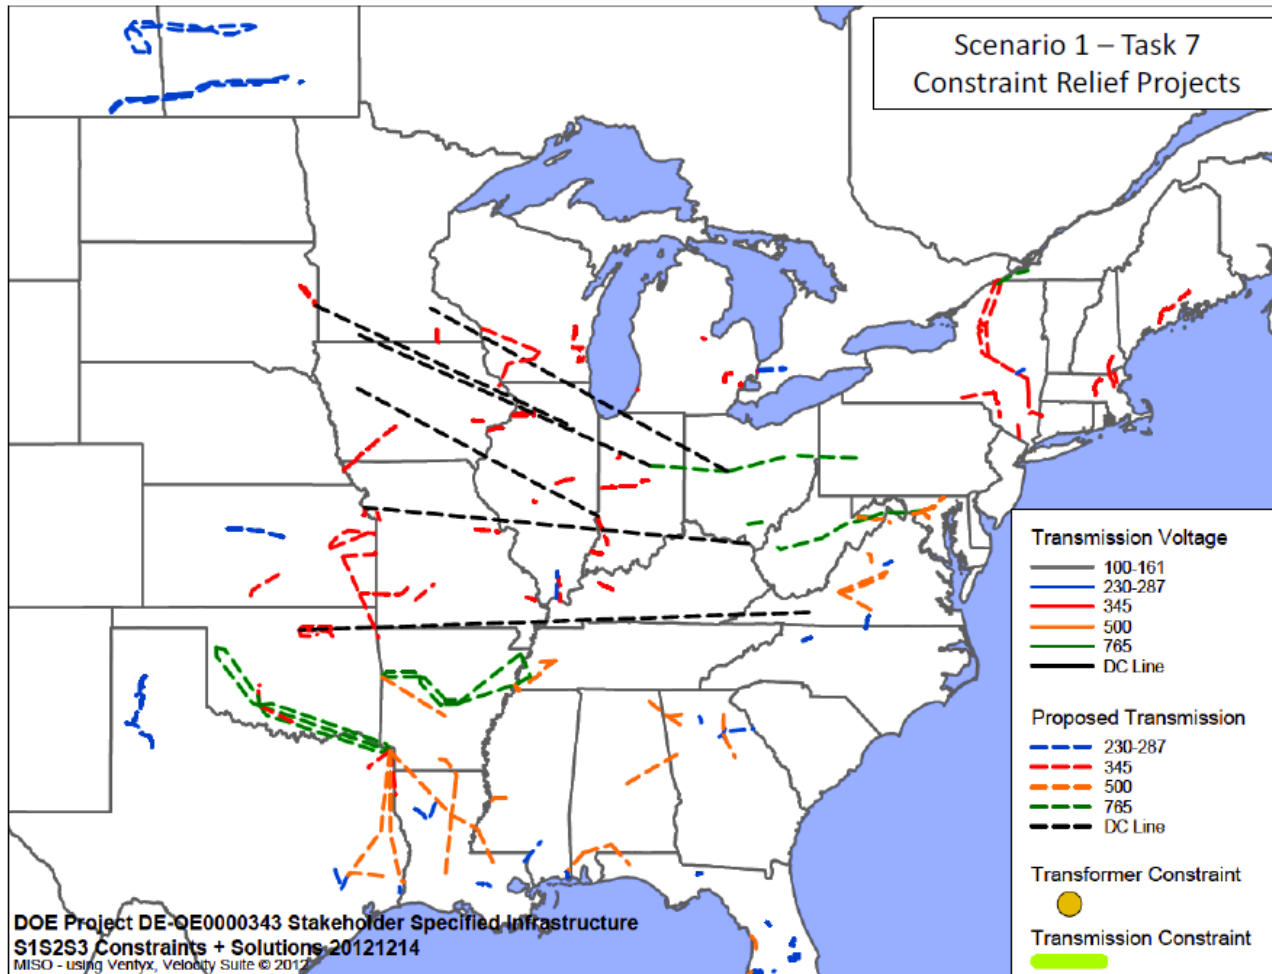 Scenario 1 – Task 7
Constraint Relief Projects
Transmission Voltage
100-161
230-287
345
500
765
DC Line
Proposed Transmission
230-287
345
500
765
DC Line
Transformer Constraint
Transmission Constraint
DOE Project DE-OE0000343 Stakeholder Specified Infrastructure
S1S2S3 Constraints + Solutions 20121214
MISO - using Ventyx, Velocity Suite © 2012